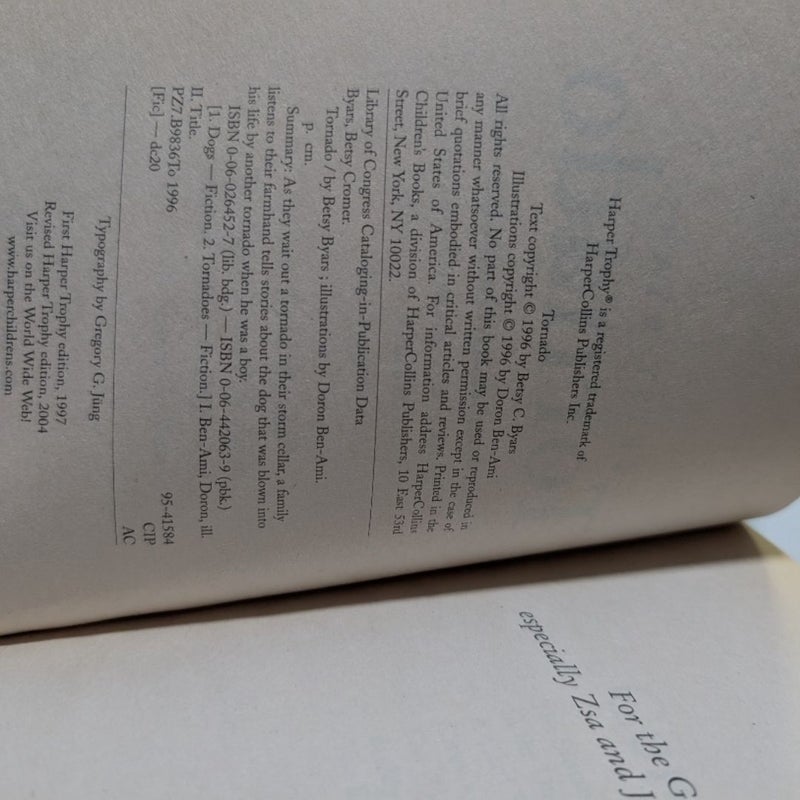 Harper Trophy® is a registered trademark of
HarperCollins Publishers Inc.
Tornado
Text copyright © 1996 by Betsy C. Byars
Illustrations copyright © 1996 by Doron Ben-Ami
All rights reserved. No part of this book may be used or reproduced in
any manner whatsoever without written permission except in the case of
brief quotations embodied in critical articles and reviews. Printed in the
United States of America. For information address HarperCollins
Children's Books, a division of HarperCollins Publishers, 10 East 53rd
Street, New York, NY 10022.
Library of Congress Cataloging-in-Publication Data
Byars, Betsy Cromer.
Tornado / by Betsy Byars ; illustrations by Doron Ben-Ami.
p. cm.
Summary: As they wait out a tornado in their storm cellar, a family
listens to their farmhand tells stories about the dog that was blown into
his life by another tornado when he was a boy.
ISBN 0-06-026452-7 (lib. bdg.) — ISBN 0-06-442063-9 (pbk.)
[1. Dogs — Fiction. 2. Tornadoes — Fiction.] I. Ben-Ami, Doron, ill.
II. Title.
PZ7.B9836To 1996 95-41584
[Fic] — dc20 CIP
AC
Typography by Gregory G. Jung
First Harper Trophy edition, 1997
Revised Harper Trophy edition, 2004
Visit us on the World Wide Web!
www.harperchildrens.com
For the G
especially Zsa and J